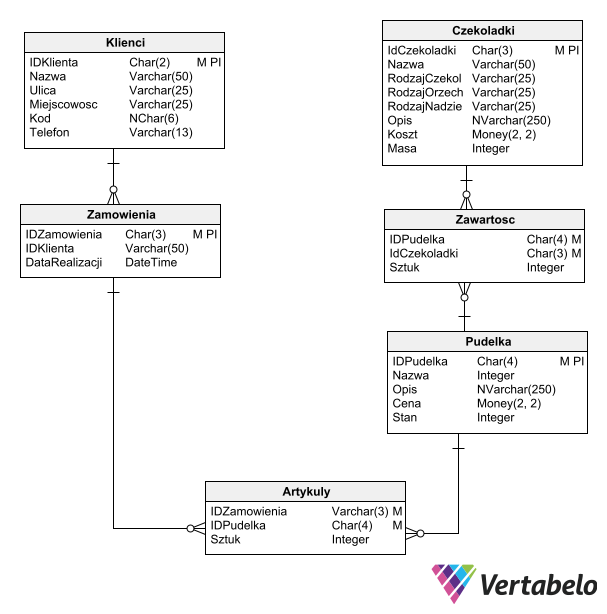 Klienci
IDKlienta Char(2) M PI
Nazwa Varchar(50)
Ulica Varchar(25)
Miejscowosc Varchar(25)
Kod NChar(6)
Telefon Varchar(13)
Czekoladki
IdCzekoladki Char(3) M PI
Nazwa Varchar(50)
RodzajCzekol Varchar(25)
RodzajOrzech Varchar(25)
RodzajNadzie Varchar(25)
Opis NVarchar(250)
Koszt Money(2, 2)
Masa Integer
Zamowienia
IDZamowienia Char(3) M PI
IDKlienta Varchar(50)
DataRealizacji DateTime
Zawartosc
IDPudelka Char(4) M
IdCzekoladki Char(3) M
Sztuk Integer
Pudelka
IDPudelka Char(4) M PI
Nazwa Integer
Opis NVarchar(250)
Cena Money(2, 2)
Stan Integer
Artykuly
IDZamowienia Varchar(3) M
IDPudelka Char(4) M
Sztuk Integer
Vertabelo